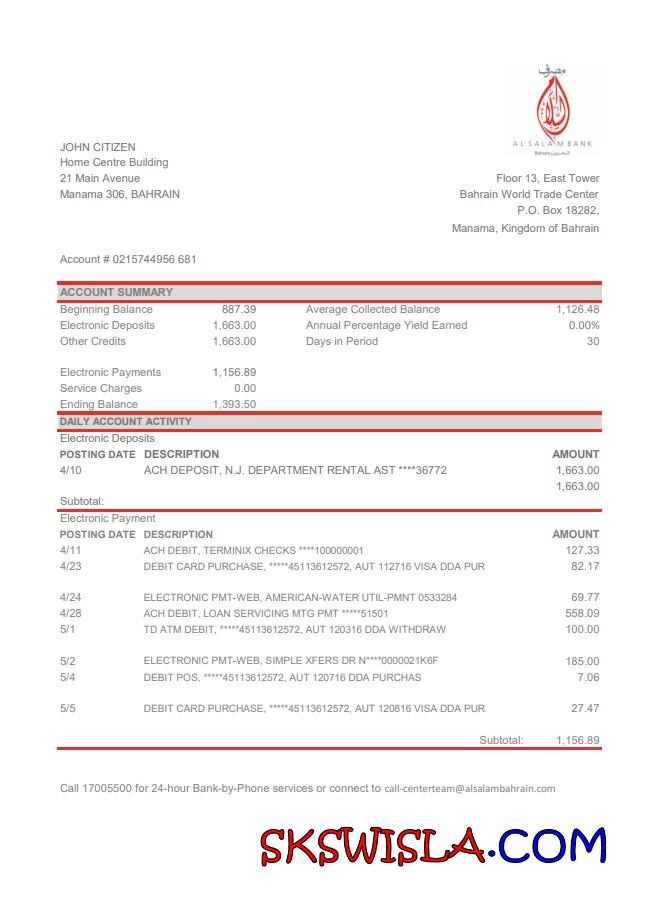 مصرف
AL SALAM BANK
Bahrain البحرين
JOHN CITIZEN
Home Centre Building
21 Main Avenue
Manama 306, BAHRAIN
Floor 13, East Tower
Bahrain World Trade Center
P.O. Box 18282,
Manama, Kingdom of Bahrain
Account # 0215744956 681
ACCOUNT SUMMARY
Beginning Balance 887.39 Average Collected Balance 1,126.48
Electronic Deposits 1,663.00 Annual Percentage Yield Earned 0.00%
Other Credits 1,663.00 Days in Period 30
Electronic Payments 1,156.89
Service Charges 0.00
Ending Balance 1,393.50
DAILY ACCOUNT ACTIVITY
Electronic Deposits
POSTING DATE DESCRIPTION AMOUNT
4/10 ACH DEPOSIT, N.J. DEPARTMENT RENTAL AST ****36772 1,663.00
1,663.00
Subtotal:
Electronic Payment
POSTING DATE DESCRIPTION AMOUNT
4/11 ACH DEBIT, TERMINIX CHECKS ****100000001 127.33
4/23 DEBIT CARD PURCHASE, *****45113612572, AUT 112716 VISA DDA PUR 82.17
4/24 ELECTRONIC PMT-WEB, AMERICAN-WATER UTIL-PMNT 0533284 69.77
4/28 ACH DEBIT, LOAN SERVICING MTG PMT *****51501 558.09
5/1 TD ATM DEBIT, *****45113612572, AUT 120316 DDA WITHDRAW 100.00
5/2 ELECTRONIC PMT-WEB, SIMPLE XFERS DR N****0000021K6F 185.00
5/4 DEBIT POS, *****45113612572, AUT 120716 DDA PURCHAS 7.06
5/5 DEBIT CARD PURCHASE, *****45113612572, AUT 120816 VISA DDA PUR 27.47
Subtotal: 1,156.89
Call 17005500 for 24-hour Bank-by-Phone services or connect to call-centerteam@alsalambahrain.com
SKSWISLA.COM